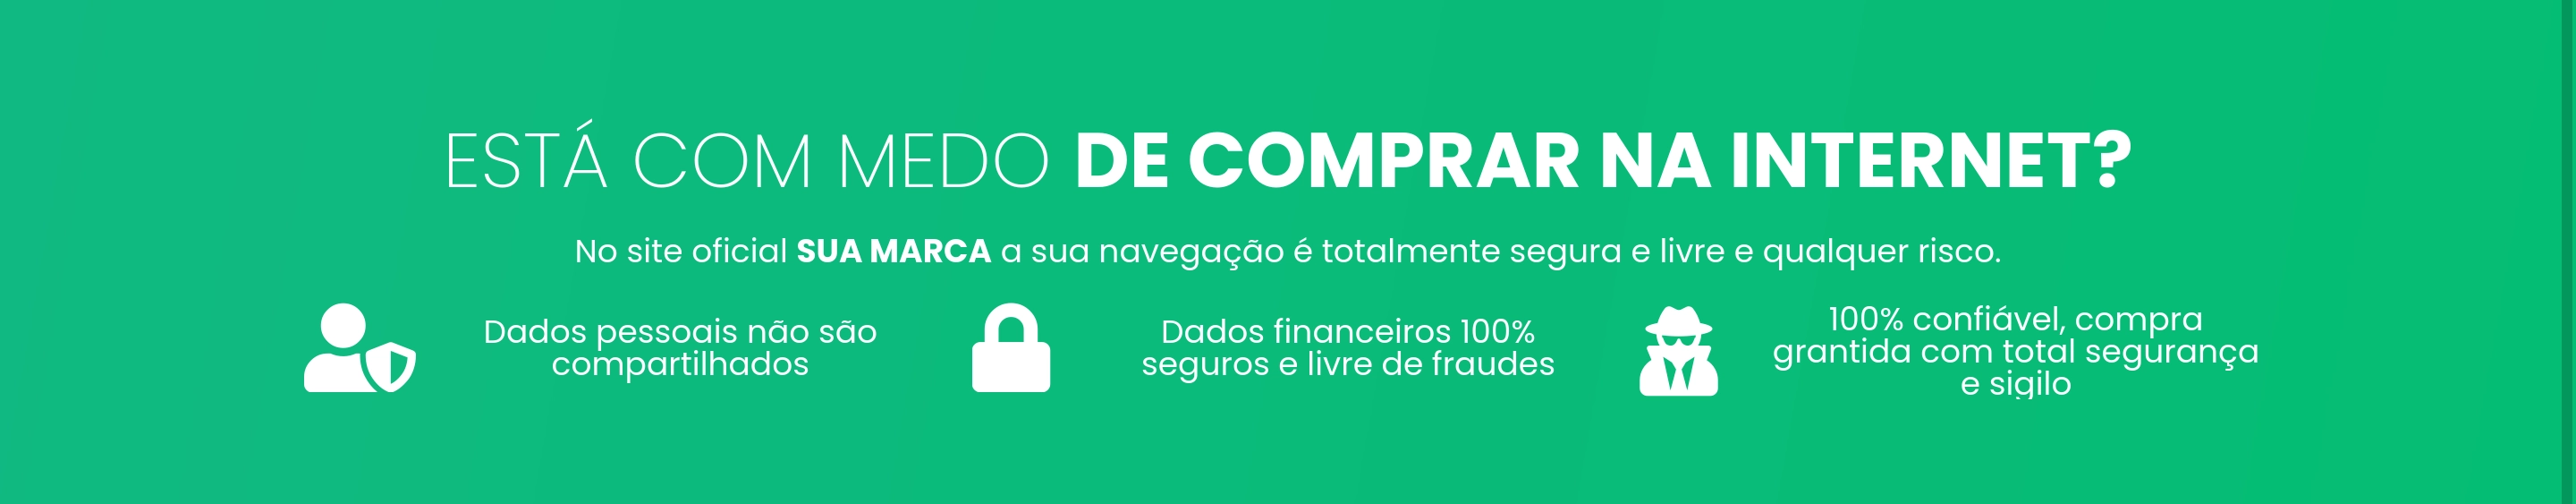 ESTÁ COM MEDO DE COMPRAR NA INTERNET?
No site oficial SUA MARCA a sua navegação é totalmente segura e livre e qualquer risco.
Dados pessoais não são
compartilhados
Dados financeiros 100%
seguros e livre de fraudes
100% confiável, compra
grantida com total segurança
e sigilo